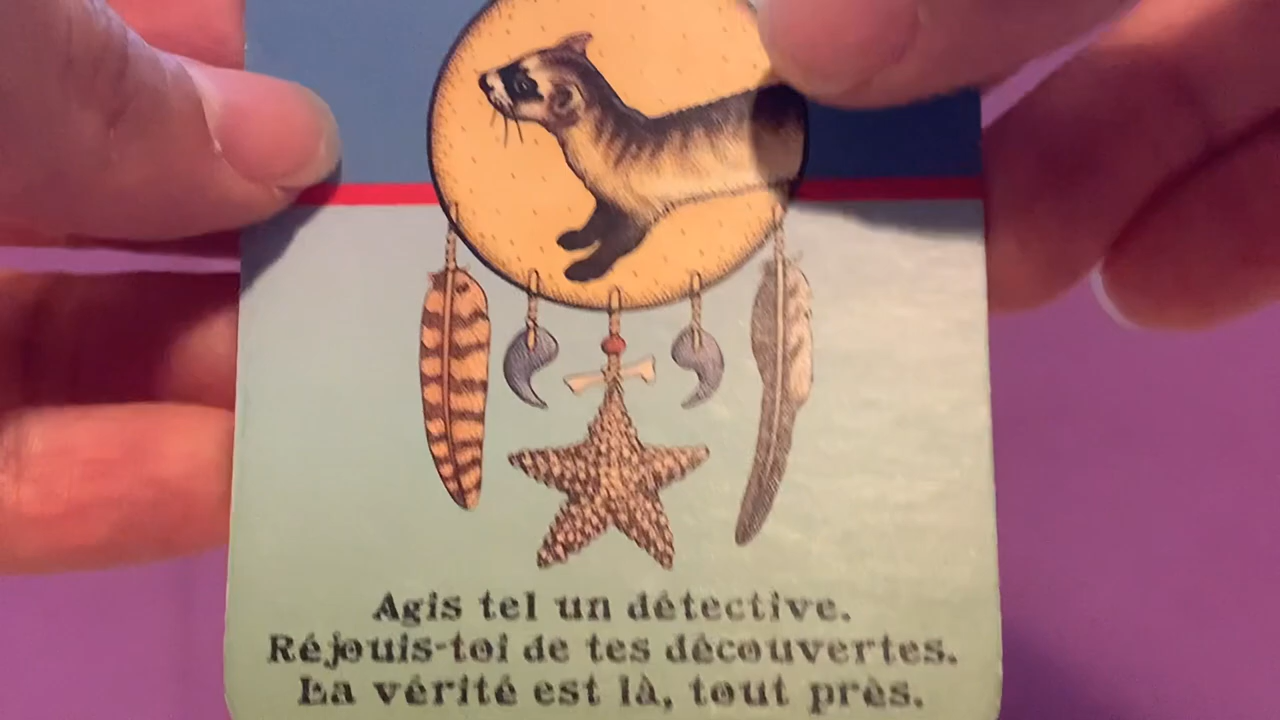 Agis tel un détective.
Réjouis-toi de tes découvertes.
La vérité est là, tout près.